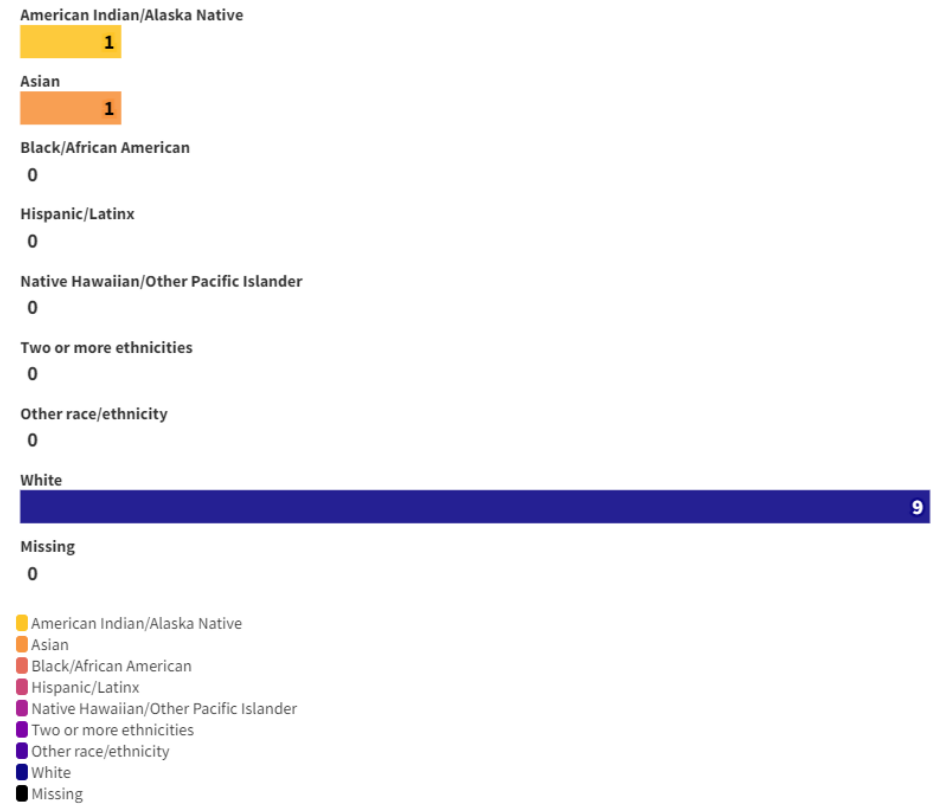 American Indian/Alaska Native
1
Asian
1
Black/African American
0
Hispanic/Latinx
0
Native Hawaiian/Other Pacific Islander
0
Two or more ethnicities
0
Other race/ethnicity
0
White
9
Missing
0
American Indian/Alaska Native
Asian
Black/African American
Hispanic/Latinx
Native Hawaiian/Other Pacific Islander
Two or more ethnicities
Other race/ethnicity
White
Missing